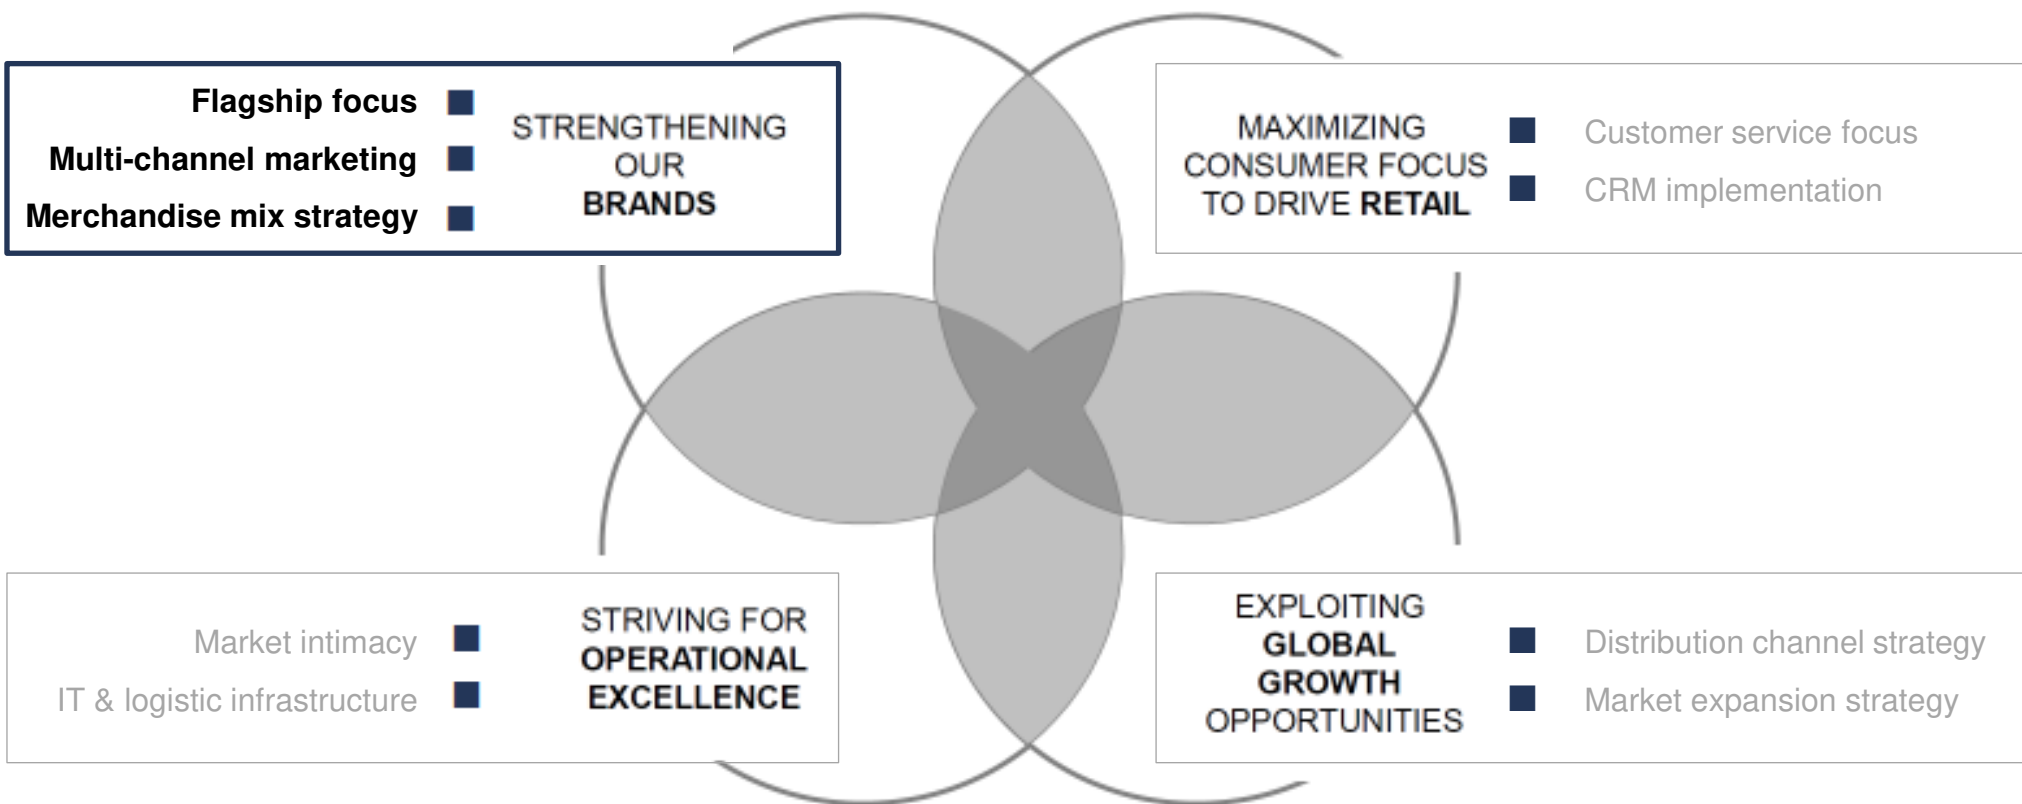 Flagship focus
Multi-channel marketing
Merchandise mix strategy
STRENGTHENING
OUR
BRANDS
MAXIMIZING
CONSUMER FOCUS
TO DRIVE RETAIL
Customer service focus
CRM implementation
Market intimacy
IT & logistic infrastructure
STRIVING FOR
OPERATIONAL
EXCELLENCE
EXPLOITING
GLOBAL
GROWTH
OPPORTUNITIES
Distribution channel strategy
Market expansion strategy